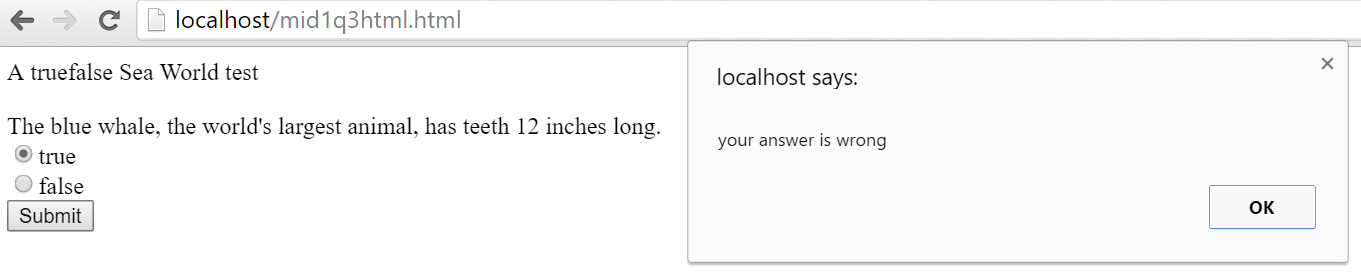 localhost/mid1q3html.html
A truefalse Sea World test
The blue whale, the world's largest animal, has teeth 12 inches long.
true
false
Submit
localhost says:
your answer is wrong
OK